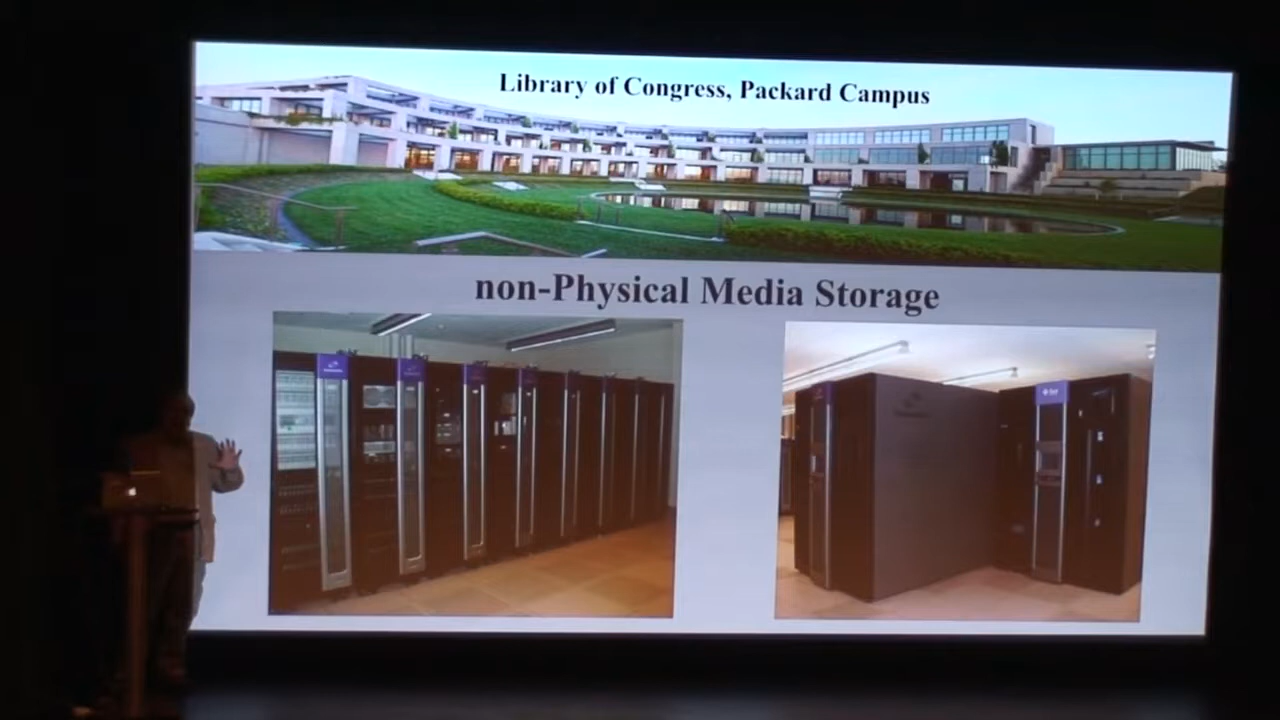 Library of Congress, Packard Campus
non-Physical Media Storage